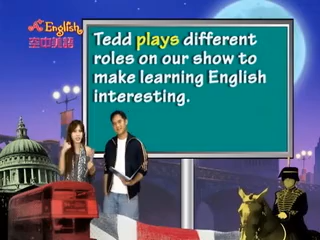 A+ English
空中美語
Tedd plays different
roles on our show to
make learning English
interesting.